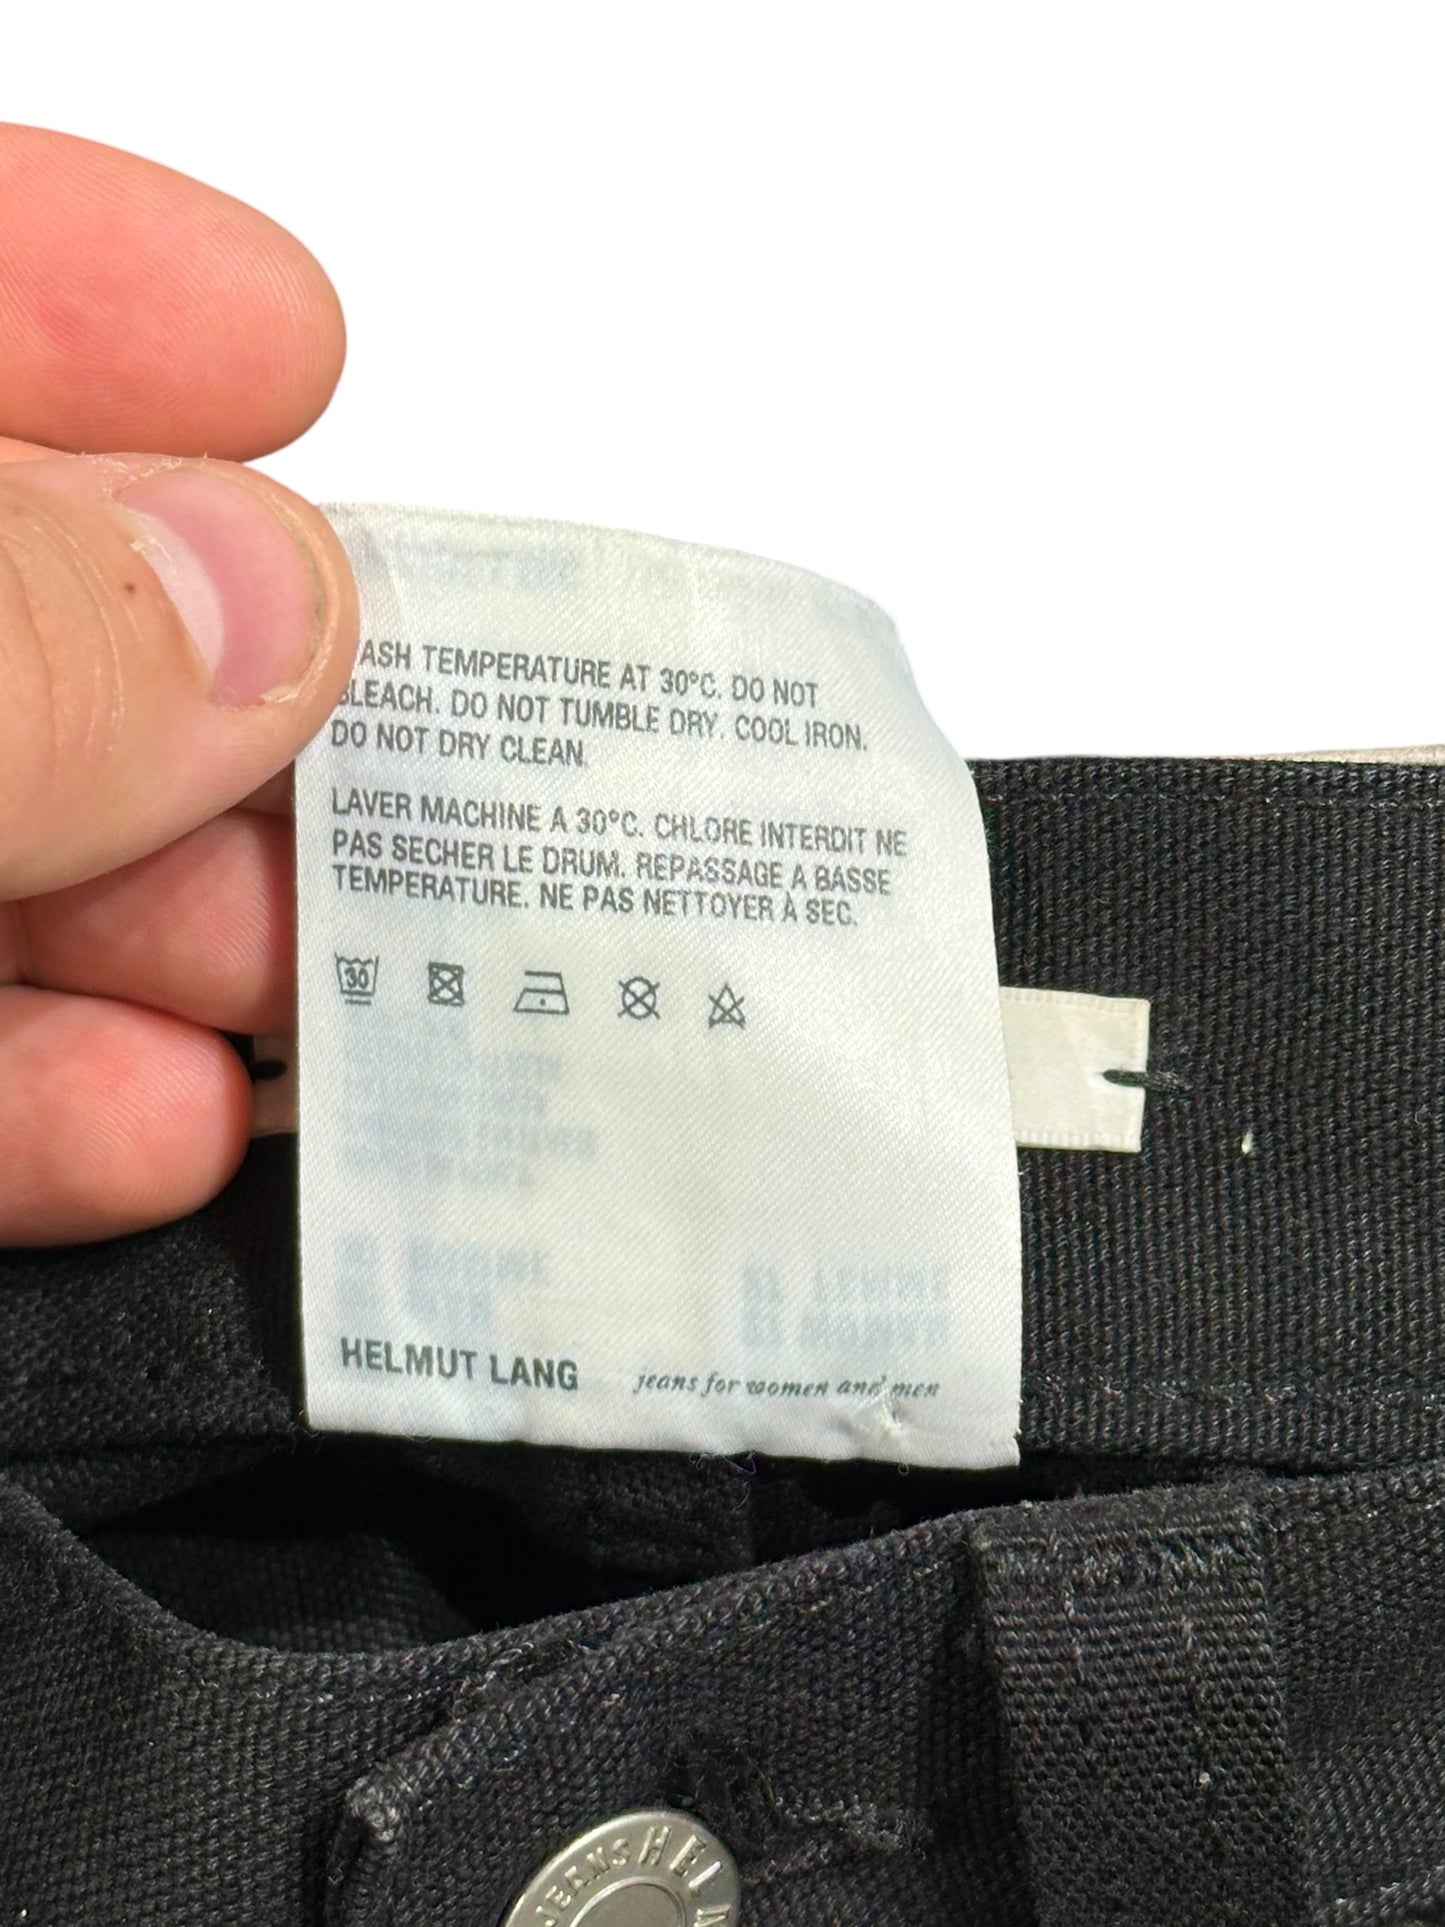 ASH TEMPERATURE AT 30°C. DO NOT
BLEACH. DO NOT TUMBLE DRY. COOL IRON.
DO NOT DRY CLEAN.
LAVER MACHINE A 30°C. CHLORE INTERDIT NE
PAS SECHER LE DRUM. REPASSAGE A BASSE
TEMPERATURE. NE PAS NETTOYER À SEC.
30
HELMUT LANG jeans for women and men
JEANS HEL